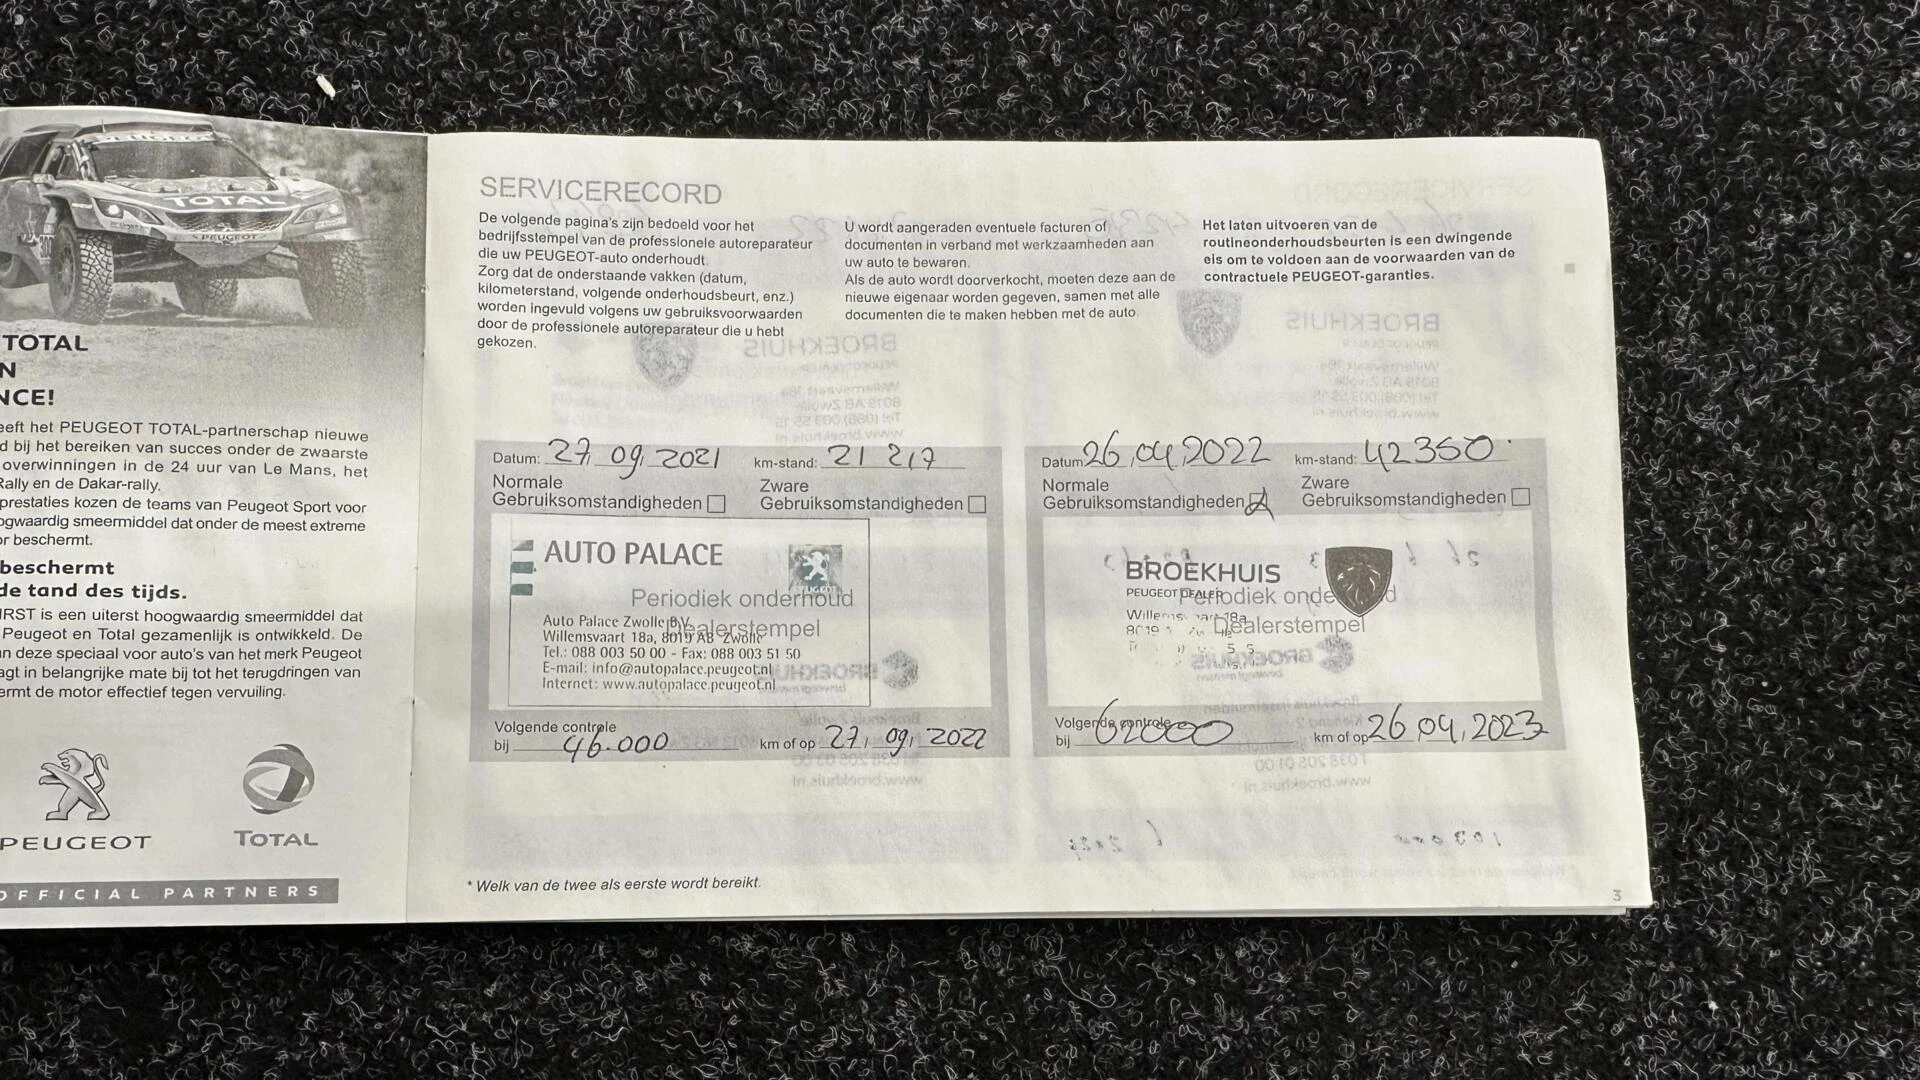 TOTAL
PEUGEOT
TOTAL
N
NCE!
eeft het PEUGEOT TOTAL-partnerschap nieuwe
d bij het bereiken van succes onder de zwaarste
overwinningen in de 24 uur van Le Mans, het
Rally en de Dakar-rally.
prestaties kozen de teams van Peugeot Sport voor
ogwaardig smeermiddel dat onder de meest extreme
or beschermt.
beschermt
de tand des tijds.
IRST is een uiterst hoogwaardig smeermiddel dat
Peugeot en Total gezamenlijk is ontwikkeld. De
n deze speciaal voor auto's van het merk Peugeot
agt in belangrijke mate bij tot het terugdringen van
ermt de motor effectief tegen vervuiling.
PEUGEOT
TOTAL
OFFICIAL PARTNERS
SERVICERECORD
De volgende pagina's zijn bedoeld voor het
bedrijfsstempel van de professionele autoreparateur
die uw PEUGEOT-auto onderhoudt.
Zorg dat de onderstaande vakken (datum,
kilometerstand, volgende onderhoudsbeurt, enz.)
worden ingevuld volgens uw gebruiksvoorwaarden
door de professionele autoreparateur die u hebt
gekozen.
U wordt aangeraden eventuele facturen of
documenten in verband met werkzaamheden aan
uw auto te bewaren.
Als de auto wordt doorverkocht, moeten deze aan de
nieuwe eigenaar worden gegeven, samen met alle
documenten die te maken hebben met de auto.
Het laten uitvoeren van de
routineonderhoudsbeurten is een dwingende
eis om te voldoen aan de voorwaarden van de
contractuele PEUGEOT-garanties.
Datum: 27 09, 2021 km-stand: 21 217
Normale
Gebruiksomstandigheden
Zware
Gebruiksomstandigheden
AUTO PALACE
PEUGEOT
Periodiek onderhoud
Dealerstempel
Auto Palace Zwolle B.V.
Willemsvaart 18a, 8019 AB Zwolle
Tel.: 088 003 50 00 - Fax: 088 003 51 50
E-mail: info@autopalace.peugeot.nl
Internet: www.autopalace.peugeot.nl
Volgende controle
bij 46.000 km of op 27, 09, 2022
Datum 26,04,2022 km-stand: 42350
Normale
Gebruiksomstandigheden
Zware
Gebruiksomstandigheden
BROEKHUIS
PEUGEOT DEALER
Periodiek
Dealerstempel
8019
Volgende controle
bij 62000 km of op 26,04,2023
* Welk van de twee als eerste wordt bereikt.
3